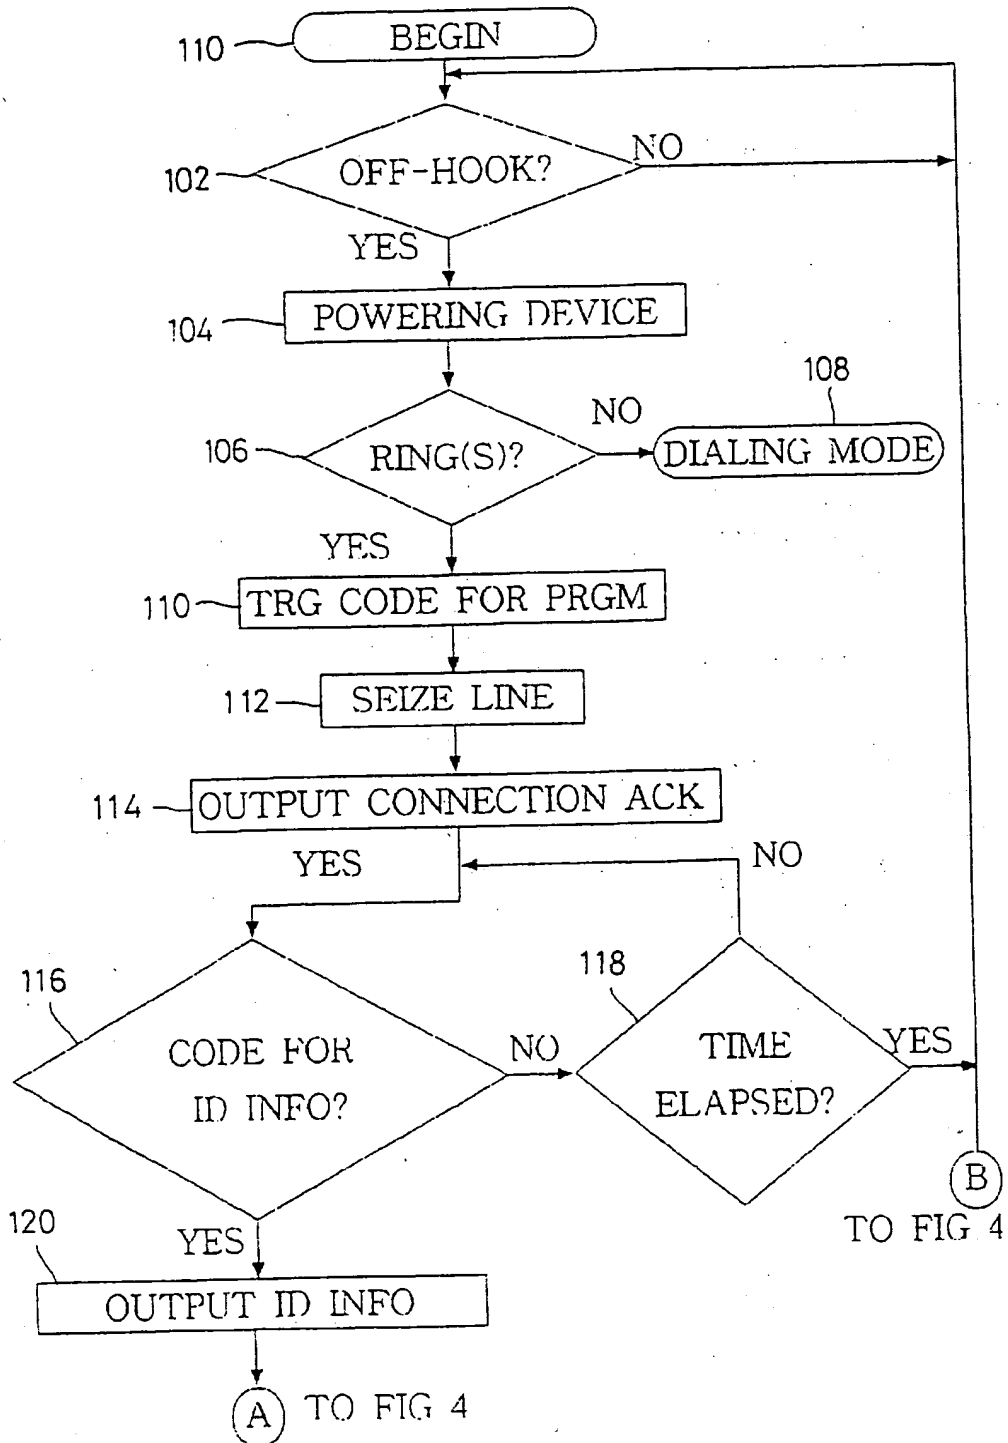 110 BEGIN
102 OFF-HOOK? NO
YES
104 POWERING DEVICE
108
106 RING(S)? NO DIALING MODE
YES
110 TRG CODE FOR PRGM
112 SEIZE LINE
114 OUTPUT CONNECTION ACK
YES NO
116 118
CODE FOR
ID INFO?
NO
TIME
ELAPSED?
YES
B
TO FIG 4
120 YES
OUTPUT ID INFO
A TO FIG 4